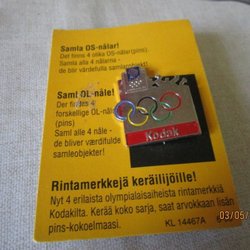 Samla OS-nålar!
Det finns 4 olika OS-nålar(pins).
Samla alla 4 nålarna -
de blir värdefulla samleobjekt!
Saml OL-nåle!
Der findes 4
forskellige OL-nåle
(pins).
Saml alle 4 nåle -
de bliver værdifulde
samleobjekter!
Kodak
Rintamerkkejä keräilijöille!
Nyt 4 erilaista olympialaisaiheista rintamerkkiä
Kodakilta. Kerää koko sarja, saat arvokkaan lisän
pins-kokoelmaasi.
KL 14467A
03/05